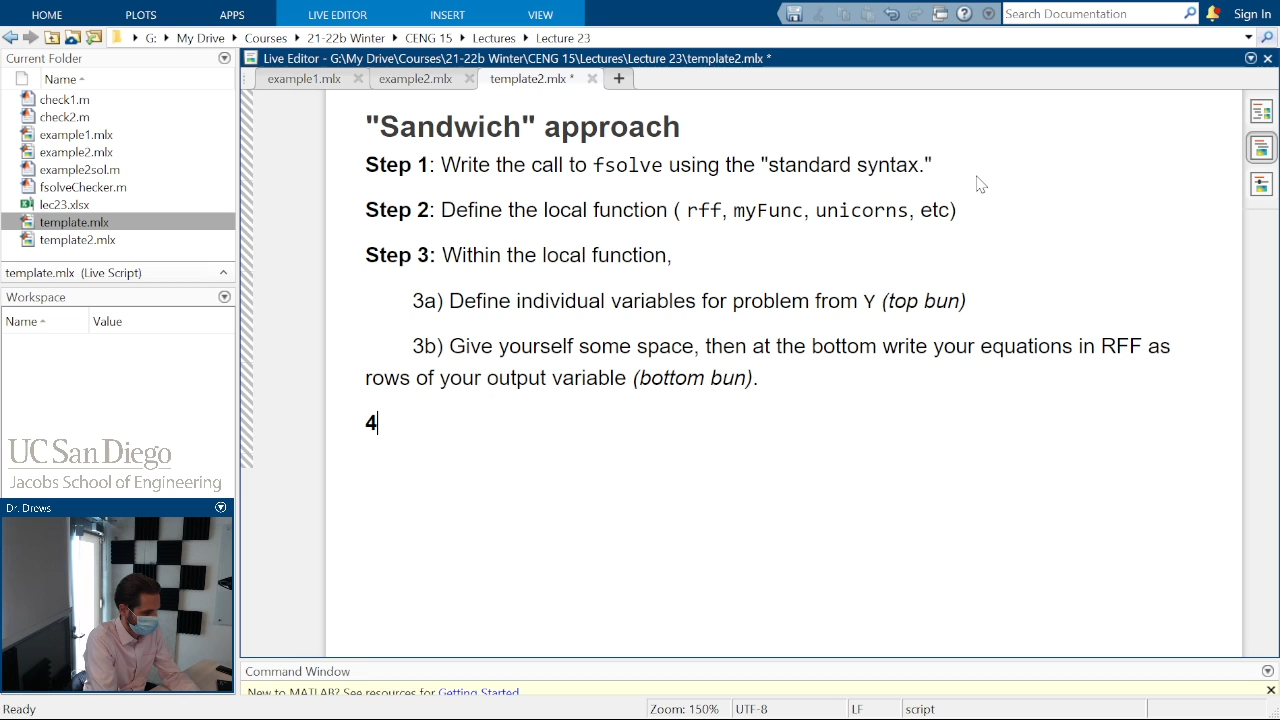 HOME PLOTS APPS LIVE EDITOR INSERT VIEW Search Documentation Sign In
G: My Drive Courses 21-22b Winter CENG 15 Lectures Lecture 23
Current Folder
Live Editor - G:\My Drive\Courses\21-22b Winter\CENG 15\Lectures\Lecture 23\template2.mlx *
Name
example1.mlx example2.mlx template2.mlx * +
check1.m
check2.m
example1.mlx
example2.mlx
example2sol.m
fsolveChecker.m
lec23.xlsx
template.mlx
template2.mlx
template.mlx (Live Script)
Workspace
Name Value
UC San Diego
Jacobs School of Engineering
Dr. Drews
"Sandwich" approach
Step 1: Write the call to fsolve using the "standard syntax."
Step 2: Define the local function ( rff, myFunc, unicorns, etc)
Step 3: Within the local function,
3a) Define individual variables for problem from Y (top bun)
3b) Give yourself some space, then at the bottom write your equations in RFF as
rows of your output variable (bottom bun).
4
Command Window
New to MATLAB? See resources for Getting Started.
Ready Zoom: 150% UTF-8 LF script